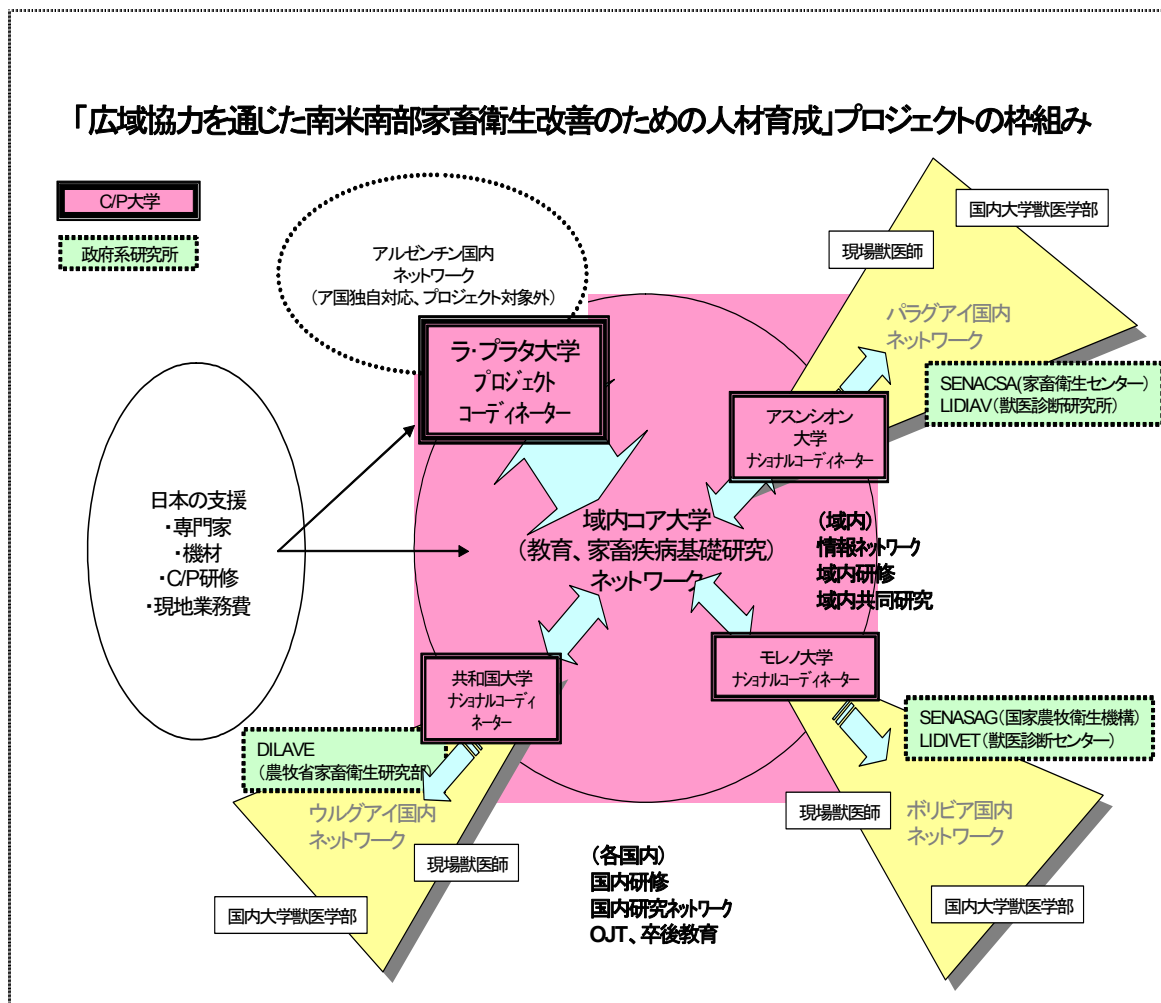 「広域協力を通じた南米南部家畜衛生改善のための人材育成」プロジェクトの枠組み
C/P大学
政府系研究所
アルゼンチン国内
ネットワーク
（ア国独自対応、プロジェクト対象外）
ラ・プラタ大学
プロジェクト
コーディネーター
国内大学獣医学部
現場獣医師
パラグアイ国内
ネットワーク
SENACSA(家畜衛生センター）
LIDIAV（獣医診断研究所）
アスンシオン
大学
ナショナルコーディネーター
日本の支援
・専門家
・機材
・C/P研修
・現地業務費
域内コア大学
（教育、家畜疾病基礎研究）
ネットワーク
（域内）
情報ネットワーク
域内研修
域内共同研究
共和国大学
ナショナルコーディ
ネーター
モレノ大学
ナショナルコーディネーター
SENASAG（国家農牧衛生機構）
LIDIVET（獣医診断センター）
DILAVE
（農牧省家畜衛生研究部）
ウルグアイ国内
ネットワーク
現場獣医師
国内大学獣医学部
（各国内）
国内研修
国内研究ネットワーク
OJT、卒後教育
現場獣医師
ボリビア国内
ネットワーク
国内大学獣医学部